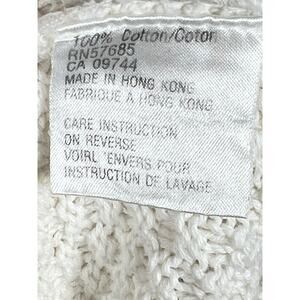 100% Cotton/Coton
RN57685
CA 09744
MADE IN HONG KONG
FABRIQUE A HONG KONG
CARE INSTRUCTION
ON REVERSE
VOIRL 'ENVERS POUR
INSTRUCTION DE LAVAGE